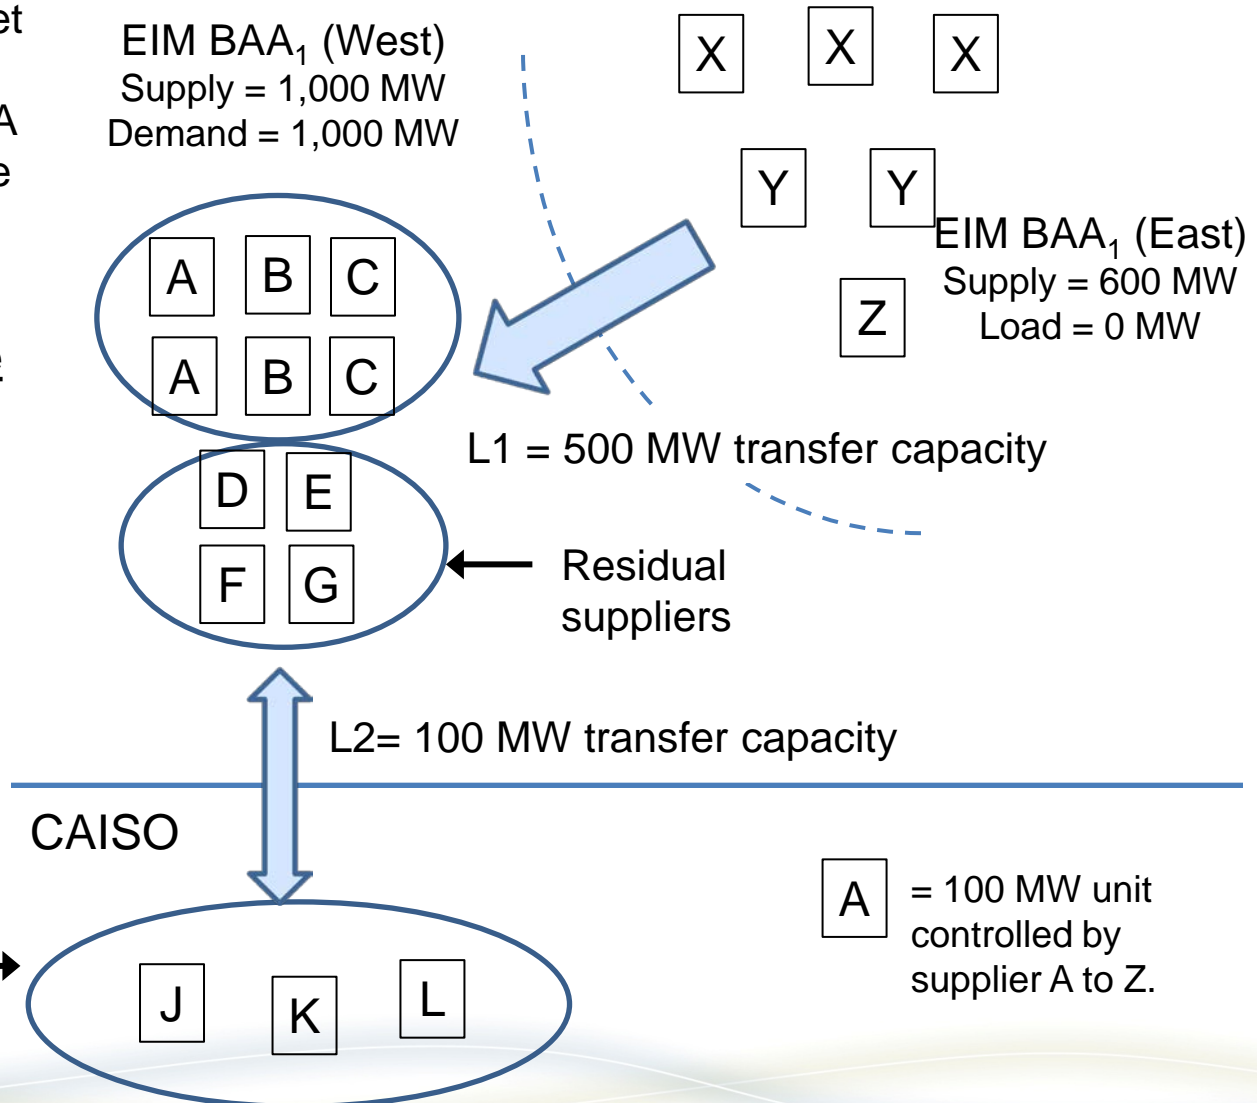 et
A
e
EIM BAA₁ (West)
Supply = 1,000 MW
Demand = 1,000 MW
X X X
Y Y
EIM BAA₁ (East)
Supply = 600 MW
Load = 0 MW
Z
A B C
A B C
L1 = 500 MW transfer capacity
D E
F G
Residual
suppliers
L2= 100 MW transfer capacity
CAISO
A
= 100 MW unit
controlled by
supplier A to Z.
J K L